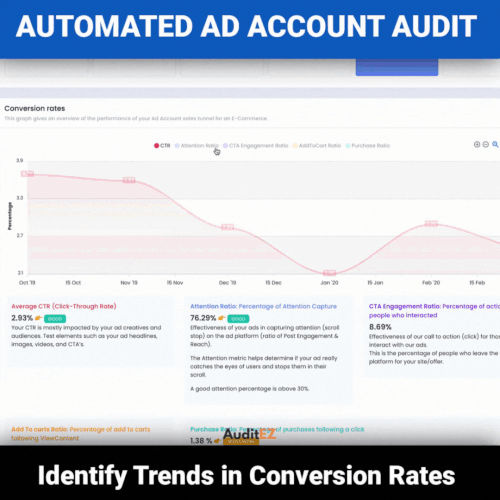 AUTOMATED AD ACCOUNT AUDIT
Conversion rates
This graph gives an overview of the performance of your Ad Account sales tunnel for an E-Commerce.
CTR Attention Ratio CTA Engagement Ratio AddToCart Ratio Purchase Ratio
3.9
3.3
2.7
2.1
Percentage
Oct '19 15 Oct Nov '19 15 Nov Dec '19 15 Dec Jan '20 15 Jan Feb '20 15 Feb
Average CTR (Click-Through Rate)
2.93% GOOD
Your CTR is mostly impacted by your ad creatives and
audiences. Test elements such as your ad headlines,
images, videos, and CTA's.
Attention Ratio: Percentage of Attention Capture
76.29% GOOD
Effectiveness of your ads in capturing attention (scroll
stop) on the ad platform (ratio of Post Engagement &
Reach).
The Attention metric helps determine if your ad really
catches the eyes of users and stops them in their
scroll.
A good attention percentage is above 30%.
CTA Engagement Ratio: Percentage of actio
people who interacted
8.69%
Effectiveness of our call to action (click) for thos
interact with our ads.
This is the percentage of people who leave the
platform for your site/offer.
Add To carts Ratio: Percentage of add to carts
following ViewContent
Purchase Ratio: Percentage of purchases following a click
1.38 %
AuditEZ
Identify Trends in Conversion Rates